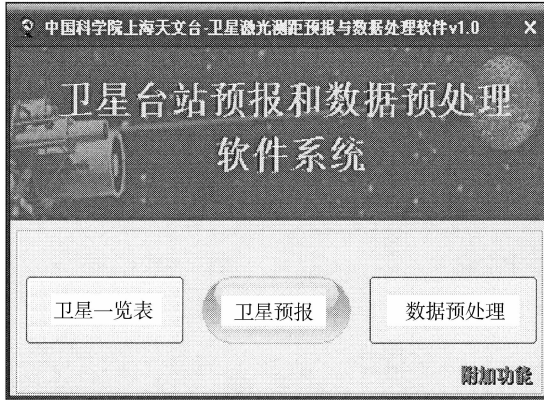 中国科学院上海天文台-卫星激光测距预报与数据处理软件v1.0 X
卫星台站预报和数据预处理
软件系统
卫星一览表
卫星预报
数据预处理
附加功能